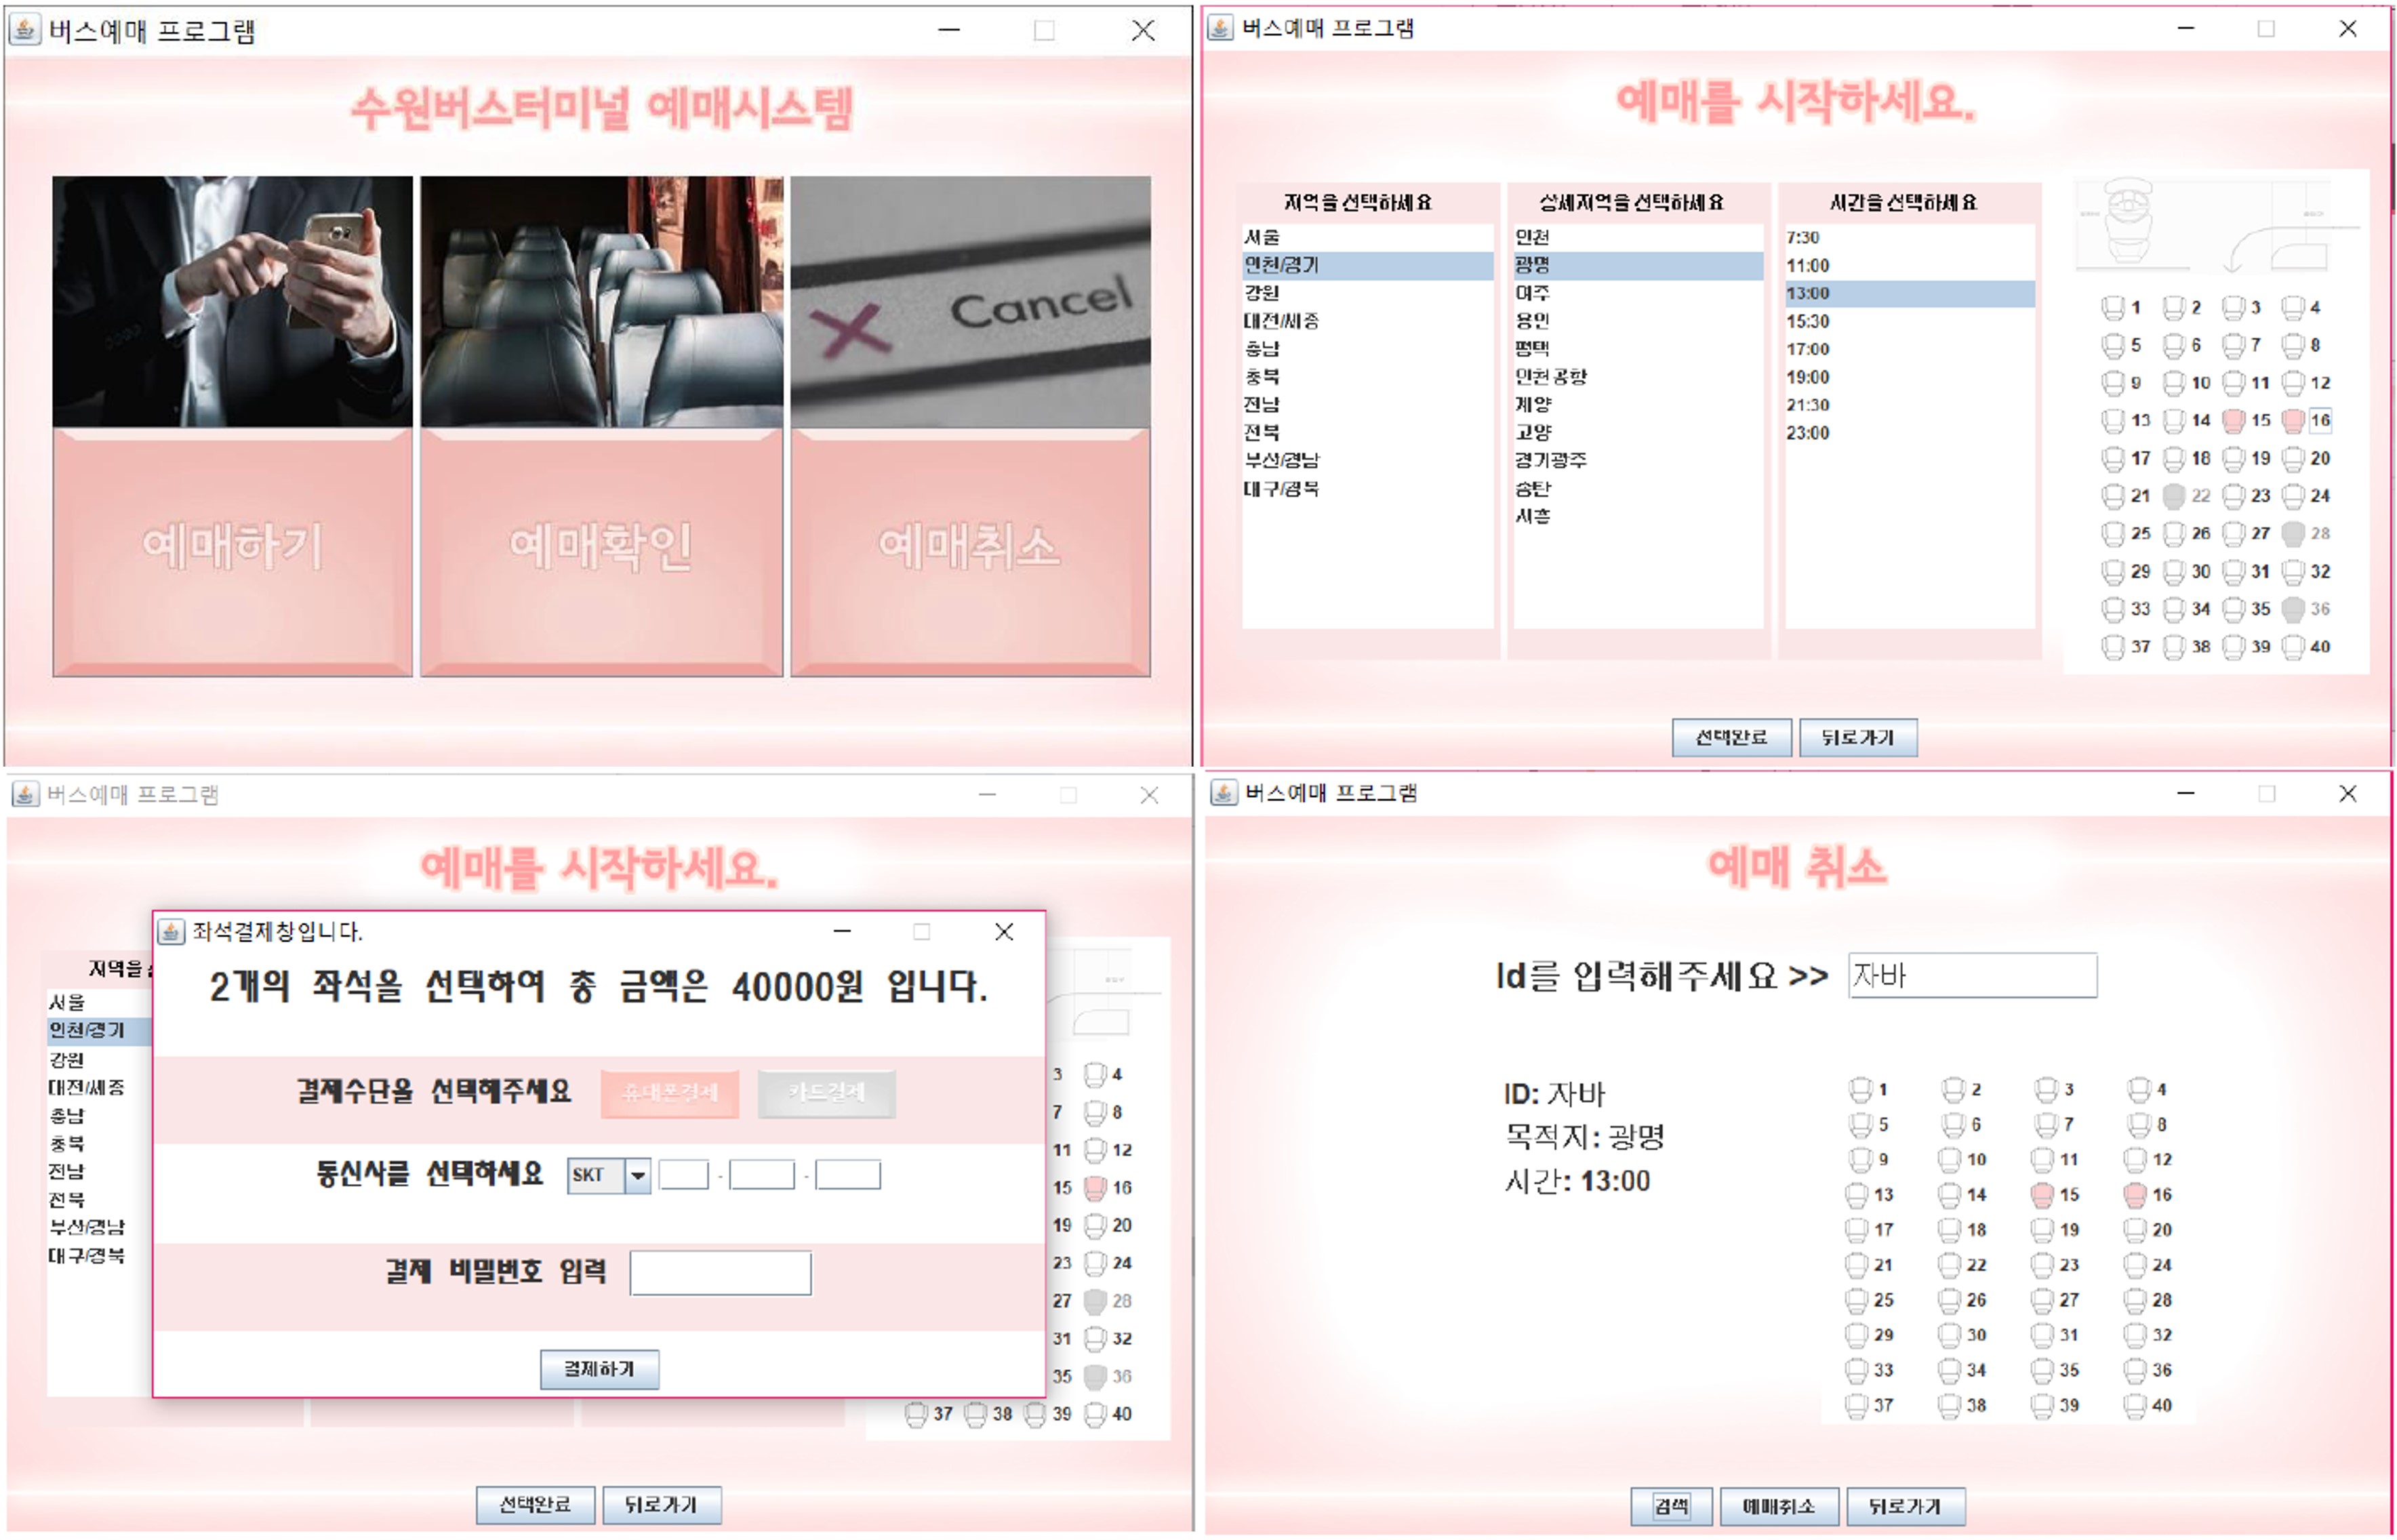 버스예매 프로그램
수원버스터미널 예매시스템
Cancel
예매하기 예매확인 예매취소
버스예매 프로그램
예매를 시작하세요.
지역을 선택하세요
서울
인천/경기
강원
대전/세종
충남
충북
전남
전북
부산/경남
대구/경북
상세지역을 선택하세요
인천
광명
여주
용인
평택
인천공항
계양
고양
경기광주
송탄
시흥
시간을 선택하세요
7:30
11:00
13:00
15:30
17:00
19:00
21:30
23:00
1 2 3 4
5 6 7 8
9 10 11 12
13 14 15 16
17 18 19 20
21 22 23 24
25 26 27 28
29 30 31 32
33 34 35 36
37 38 39 40
선택완료 뒤로가기
버스예매 프로그램
예매를 시작하세요.
지역을
서울
인천/경기
강원
대전/세종
충남
충북
전남
전북
부산/경남
대구/경북
좌석결제창입니다.
2개의 좌석을 선택하여 총 금액은 40000원 입니다.
결제수단을 선택해주세요 휴대폰결제 카드결제
통신사를 선택하세요 SKT - -
결제 비밀번호 입력
결제하기
3 4
7 8
11 12
15 16
19 20
23 24
27 28
31 32
35 36
37 38 39 40
선택완료 뒤로가기
버스예매 프로그램
예매 취소
Id를 입력해주세요 >> 자바
ID: 자바
목적지: 광명
시간: 13:00
1 2 3 4
5 6 7 8
9 10 11 12
13 14 15 16
17 18 19 20
21 22 23 24
25 26 27 28
29 30 31 32
33 34 35 36
37 38 39 40
검색 예매취소 뒤로가기